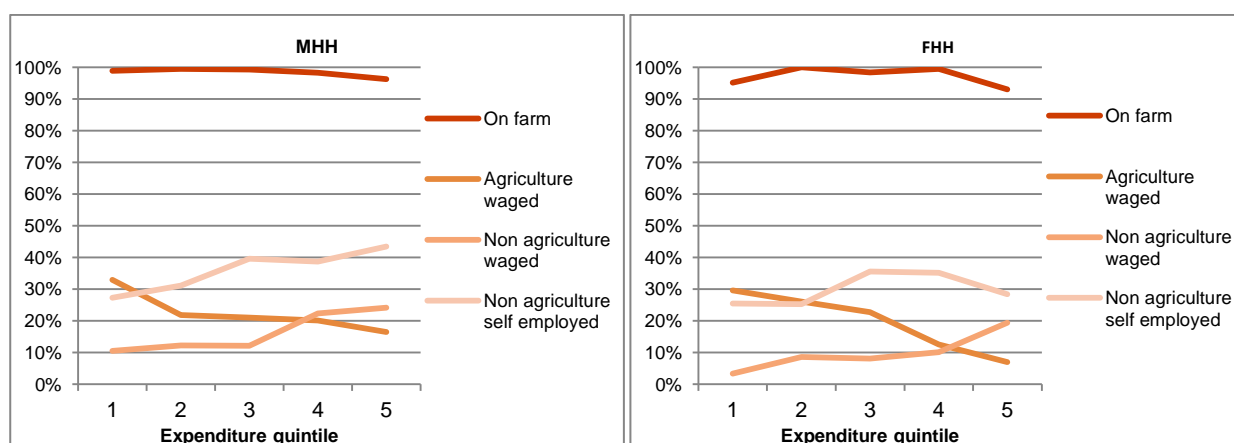 MHH
100%
90%
80%
70%
60%
50%
40%
30%
20%
10%
0%
1 2 3 4 5
Expenditure quintile
On farm
Agriculture
waged
Non agriculture
waged
Non agriculture
self employed
FHH
100%
90%
80%
70%
60%
50%
40%
30%
20%
10%
0%
1 2 3 4 5
Expenditure quintile
On farm
Agriculture
waged
Non agriculture
waged
Non agriculture
self employed